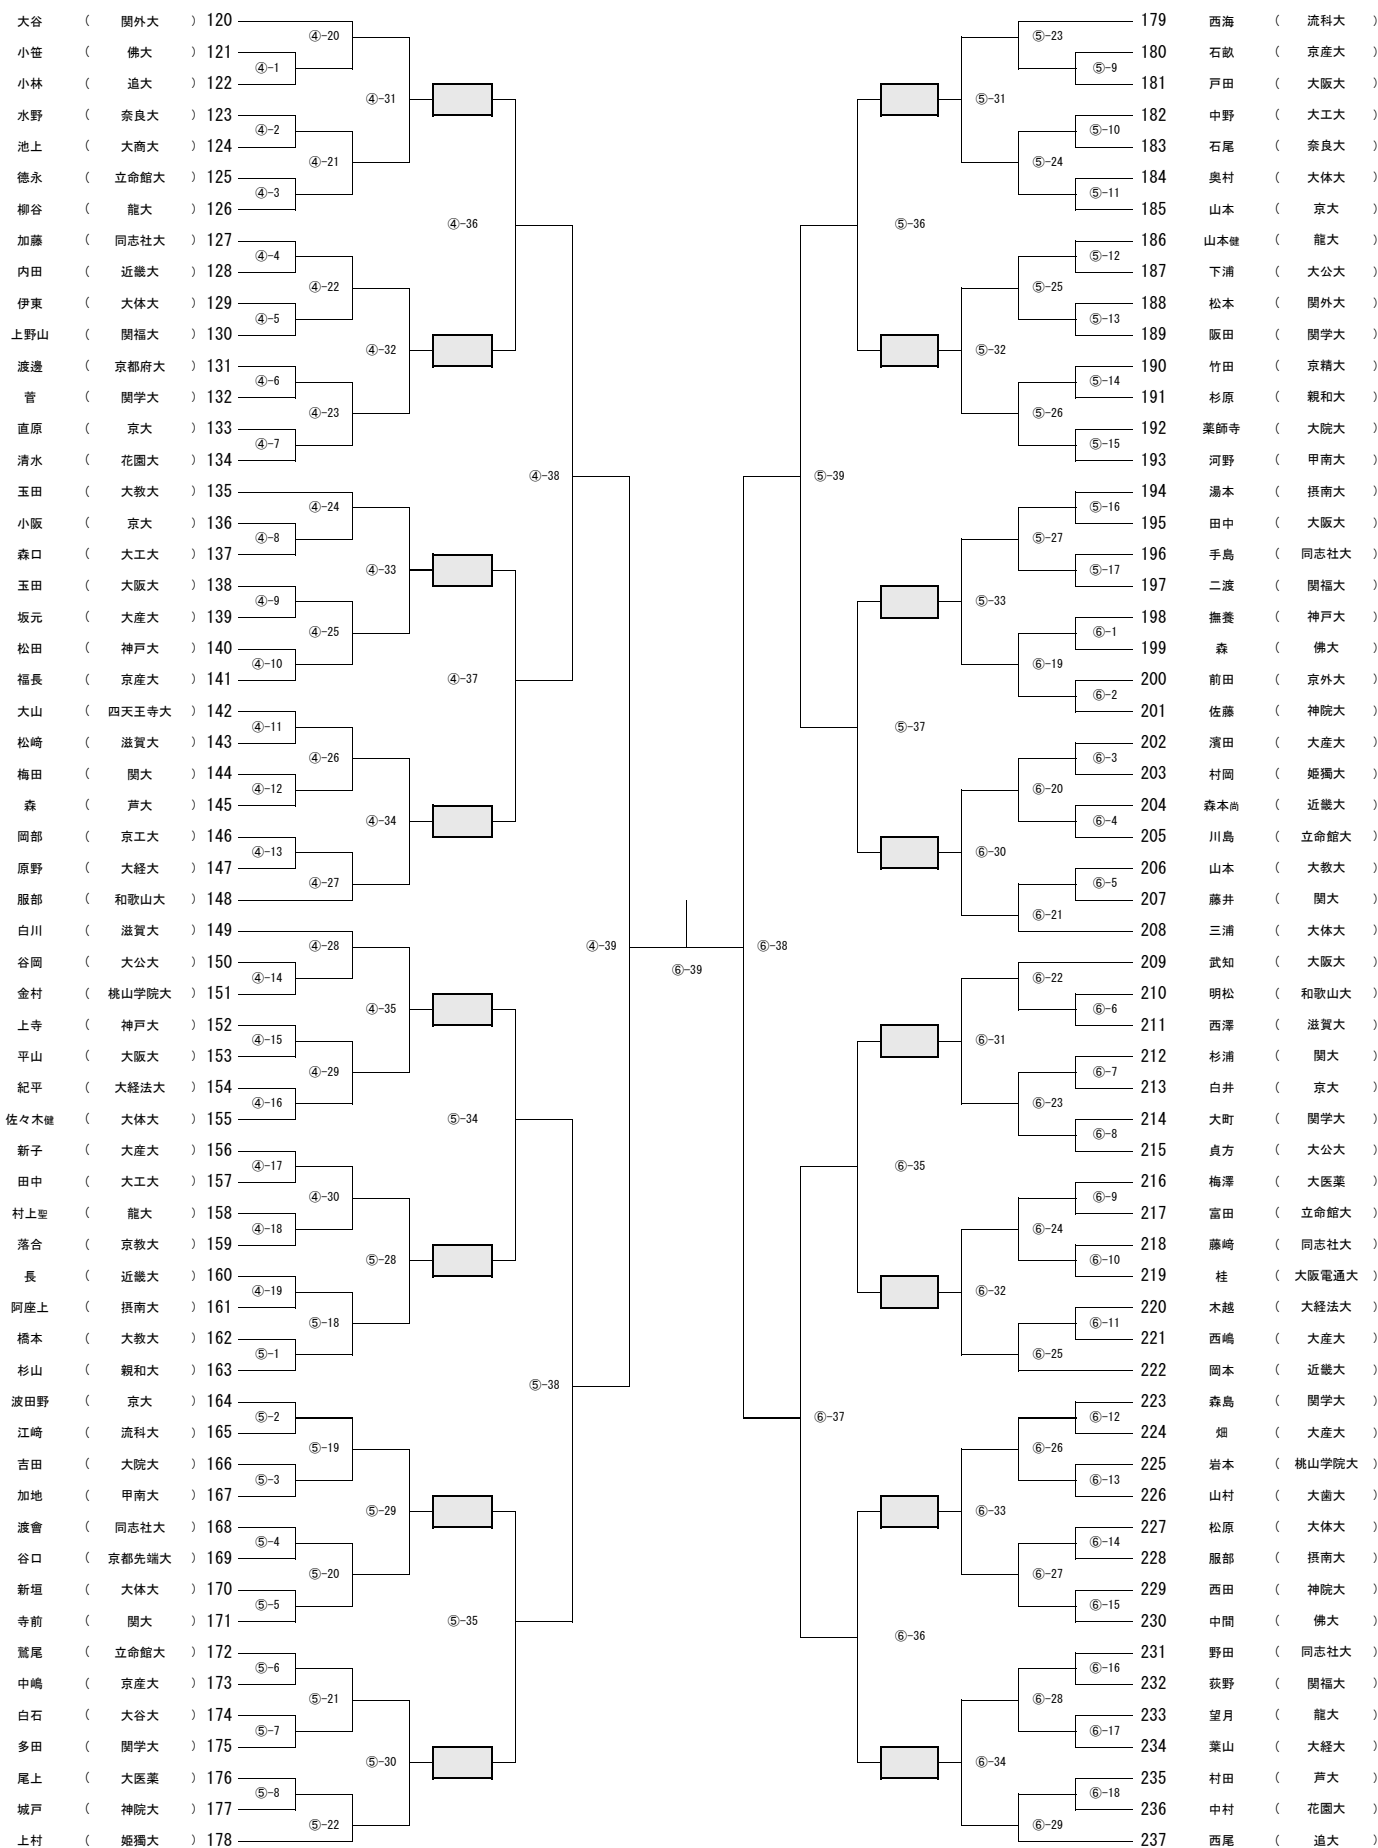 大谷 ( 関外大 ) 120
小笹 ( 佛大 ) 121
小林 ( 追大 ) 122
水野 ( 奈良大 ) 123
池上 ( 大商大 ) 124
德永 ( 立命館大 ) 125
柳谷 ( 龍大 ) 126
加藤 ( 同志社大 ) 127
内田 ( 近畿大 ) 128
伊東 ( 大体大 ) 129
上野山 ( 関福大 ) 130
渡邊 ( 京都府大 ) 131
菅 ( 関学大 ) 132
直原 ( 京大 ) 133
清水 ( 花園大 ) 134
玉田 ( 大教大 ) 135
小阪 ( 京大 ) 136
森口 ( 大工大 ) 137
玉田 ( 大阪大 ) 138
坂元 ( 大産大 ) 139
松田 ( 神戸大 ) 140
福長 ( 京産大 ) 141
大山 ( 四天王寺大 ) 142
松﨑 ( 滋賀大 ) 143
梅田 ( 関大 ) 144
森 ( 芦大 ) 145
岡部 ( 京工大 ) 146
原野 ( 大経大 ) 147
服部 ( 和歌山大 ) 148
白川 ( 滋賀大 ) 149
谷岡 ( 大公大 ) 150
金村 ( 桃山学院大 ) 151
上寺 ( 神戸大 ) 152
平山 ( 大阪大 ) 153
紀平 ( 大経法大 ) 154
佐々木健 ( 大体大 ) 155
新子 ( 大産大 ) 156
田中 ( 大工大 ) 157
村上聖 ( 龍大 ) 158
落合 ( 京教大 ) 159
長 ( 近畿大 ) 160
阿座上 ( 摂南大 ) 161
橋本 ( 大教大 ) 162
杉山 ( 親和大 ) 163
波田野 ( 京大 ) 164
江﨑 ( 流科大 ) 165
吉田 ( 大院大 ) 166
加地 ( 甲南大 ) 167
渡會 ( 同志社大 ) 168
谷口 ( 京都先端大 ) 169
新垣 ( 大体大 ) 170
寺前 ( 関大 ) 171
鷲尾 ( 立命館大 ) 172
中嶋 ( 京産大 ) 173
白石 ( 大谷大 ) 174
多田 ( 関学大 ) 175
尾上 ( 大医薬 ) 176
城戸 ( 神院大 ) 177
上村 ( 姫獨大 ) 178
④-20
④-1
④-31
④-2
④-21
④-3
④-36
④-4
④-22
④-5
④-32
④-6
④-23
④-7
④-38
④-24
④-8
④-33
④-9
④-25
④-10
④-37
④-11
④-26
④-12
④-34
④-13
④-27
④-39
④-28
④-14
④-35
④-15
④-29
④-16
⑤-34
④-17
④-30
④-18
⑤-28
④-19
⑤-18
⑤-1
⑤-38
⑤-2
⑤-19
⑤-3
⑤-29
⑤-4
⑤-20
⑤-5
⑤-35
⑤-6
⑤-21
⑤-7
⑤-30
⑤-8
⑤-22
⑥-39
⑤-23
⑤-9
⑤-31
⑤-10
⑤-24
⑤-11
⑤-36
⑤-12
⑤-25
⑤-13
⑤-32
⑤-14
⑤-26
⑤-15
⑤-39
⑤-16
⑤-27
⑤-17
⑤-33
⑥-1
⑥-19
⑥-2
⑤-37
⑥-3
⑥-20
⑥-4
⑥-30
⑥-5
⑥-21
⑥-38
⑥-22
⑥-6
⑥-31
⑥-7
⑥-23
⑥-8
⑥-35
⑥-9
⑥-24
⑥-10
⑥-32
⑥-11
⑥-25
⑥-37
⑥-12
⑥-26
⑥-13
⑥-33
⑥-14
⑥-27
⑥-15
⑥-36
⑥-16
⑥-28
⑥-17
⑥-34
⑥-18
⑥-29
179 西海 ( 流科大 )
180 石畝 ( 京産大 )
181 戸田 ( 大阪大 )
182 中野 ( 大工大 )
183 石尾 ( 奈良大 )
184 奥村 ( 大体大 )
185 山本 ( 京大 )
186 山本健 ( 龍大 )
187 下浦 ( 大公大 )
188 松本 ( 関外大 )
189 阪田 ( 関学大 )
190 竹田 ( 京精大 )
191 杉原 ( 親和大 )
192 薬師寺 ( 大院大 )
193 河野 ( 甲南大 )
194 湯本 ( 摂南大 )
195 田中 ( 大阪大 )
196 手島 ( 同志社大 )
197 二渡 ( 関福大 )
198 撫養 ( 神戸大 )
199 森 ( 佛大 )
200 前田 ( 京外大 )
201 佐藤 ( 神院大 )
202 濱田 ( 大産大 )
203 村岡 ( 姫獨大 )
204 森本尚 ( 近畿大 )
205 川島 ( 立命館大 )
206 山本 ( 大教大 )
207 藤井 ( 関大 )
208 三浦 ( 大体大 )
209 武知 ( 大阪大 )
210 明松 ( 和歌山大 )
211 西澤 ( 滋賀大 )
212 杉浦 ( 関大 )
213 白井 ( 京大 )
214 大町 ( 関学大 )
215 貞方 ( 大公大 )
216 梅澤 ( 大医薬 )
217 富田 ( 立命館大 )
218 藤﨑 ( 同志社大 )
219 桂 ( 大阪電通大 )
220 木越 ( 大経法大 )
221 西嶋 ( 大産大 )
222 岡本 ( 近畿大 )
223 森島 ( 関学大 )
224 畑 ( 大産大 )
225 岩本 ( 桃山学院大 )
226 山村 ( 大歯大 )
227 松原 ( 大体大 )
228 服部 ( 摂南大 )
229 西田 ( 神院大 )
230 中間 ( 佛大 )
231 野田 ( 同志社大 )
232 荻野 ( 関福大 )
233 望月 ( 龍大 )
234 葉山 ( 大経大 )
235 村田 ( 芦大 )
236 中村 ( 花園大 )
237 西尾 ( 追大 )